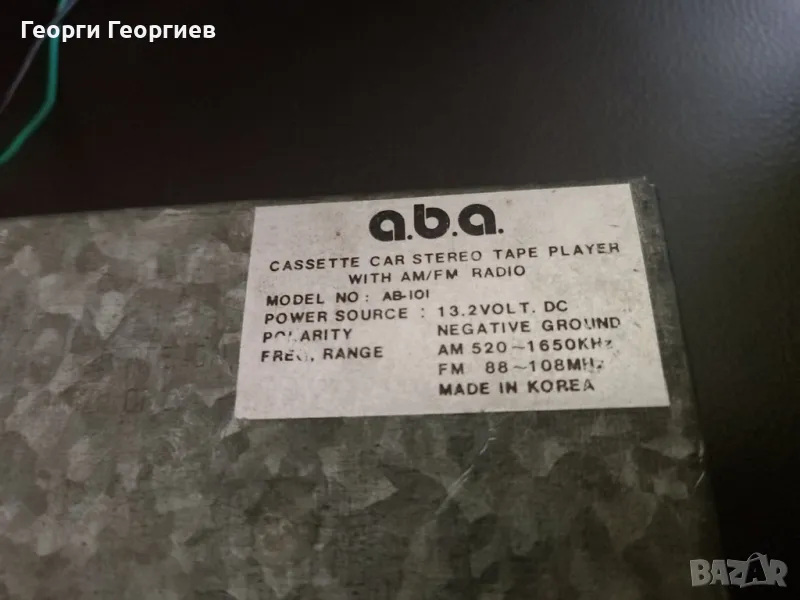 Георги Георгиев
a.b.a.
CASSETTE CAR STEREO TAPE PLAYER
WITH AM/FM RADIO
MODEL NO : AB-101
POWER SOURCE : 13.2VOLT. DC
POLARITY NEGATIVE GROUND
FREQ, RANGE AM 520~1650KHz
FM 88~108MHz
MADE IN KOREA
BAZAR